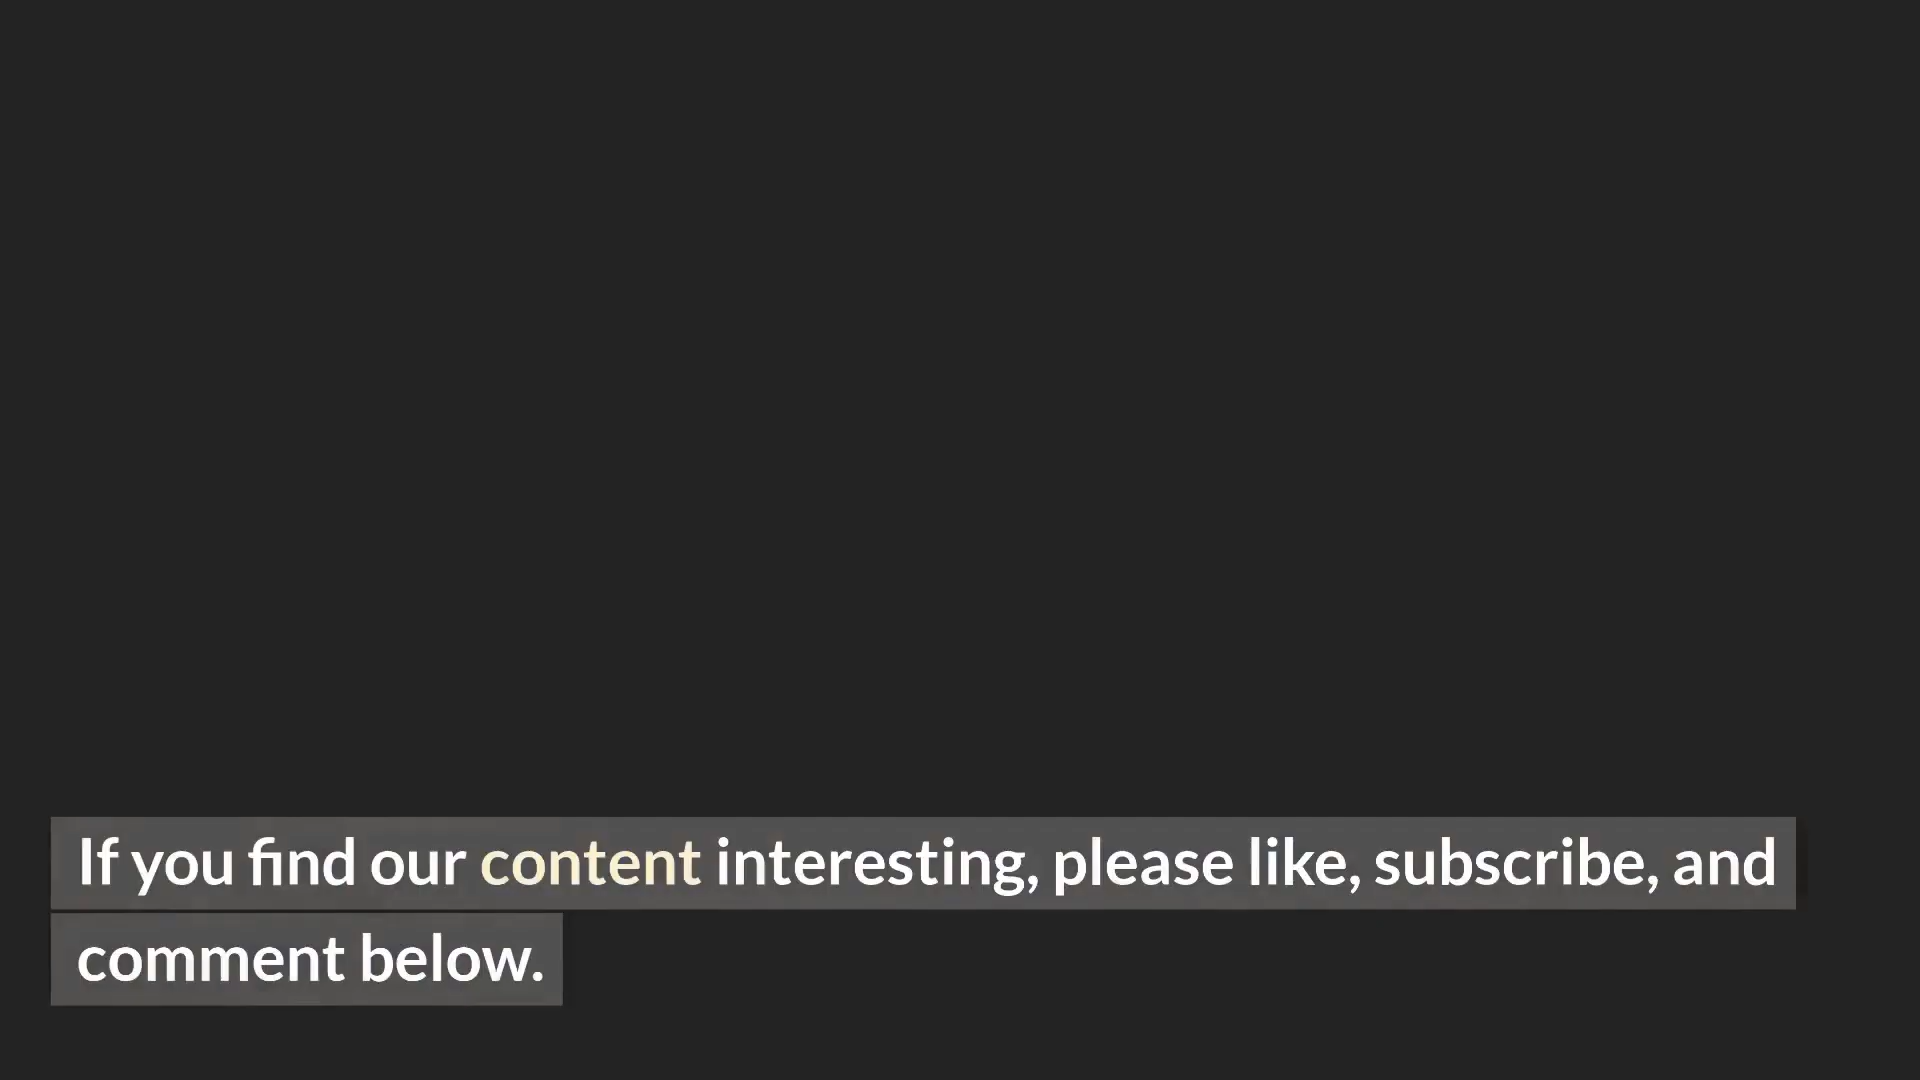 If you find our content interesting, please like, subscribe, and
comment below.